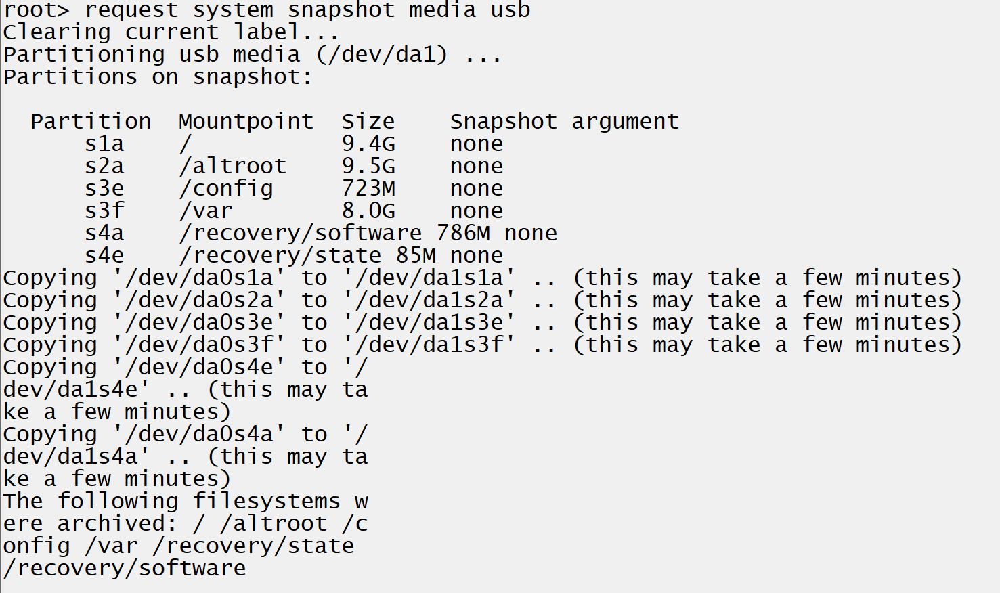 root> request system snapshot media usb
Clearing current label...
Partitioning usb media (/dev/da1) ...
Partitions on snapshot:

  Partition  Mountpoint  Size    Snapshot argument
      s1a    /           9.4G    none
      s2a    /altroot    9.5G    none
      s3e    /config     723M    none
      s3f    /var        8.0G    none
      s4a    /recovery/software 786M none
      s4e    /recovery/state 85M none
Copying '/dev/da0s1a' to '/dev/da1s1a' .. (this may take a few minutes)
Copying '/dev/da0s2a' to '/dev/da1s2a' .. (this may take a few minutes)
Copying '/dev/da0s3e' to '/dev/da1s3e' .. (this may take a few minutes)
Copying '/dev/da0s3f' to '/dev/da1s3f' .. (this may take a few minutes)
Copying '/dev/da0s4e' to '/
dev/da1s4e' .. (this may ta
ke a few minutes)
Copying '/dev/da0s4a' to '/
dev/da1s4a' .. (this may ta
ke a few minutes)
The following filesystems w
ere archived: / /altroot /c
onfig /var /recovery/state
/recovery/software